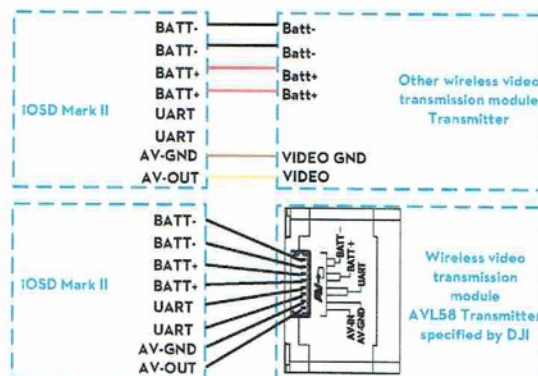 BATT-
BATT-
BATT+
BATT+
UART
UART
AV-GND
AV-OUT
iOSD Mark II
Batt-
Batt-
Batt+
Batt+
VIDEO GND
VIDEO
Other wireless video
transmission module
Transmitter
BATT-
BATT-
BATT+
BATT+
UART
UART
AV-GND
AV-OUT
iOSD Mark II
BATT-
BATT+
UART
AV-IN
AV-GND
Wireless video
transmission
module
AVL58 Transmitter
specified by DJI